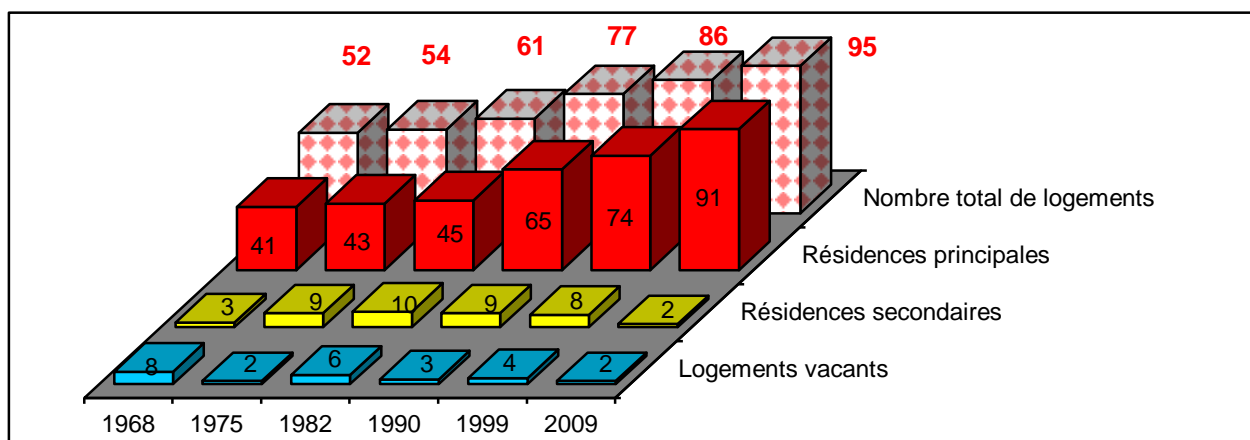 52 54 61 77 86 95
41 43 45 65 74 91
Nombre total de logements
Résidences principales
3 9 10 9 8 2
Résidences secondaires
8 2 6 3 4 2
Logements vacants
1968 1975 1982 1990 1999 2009